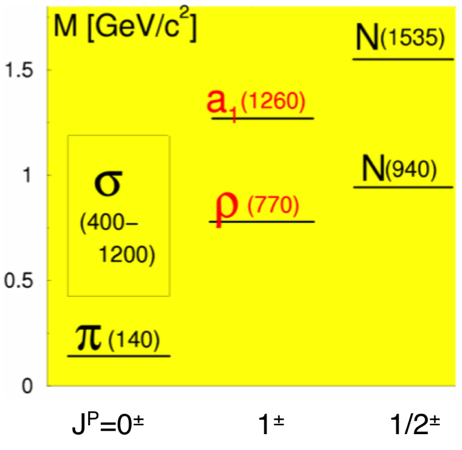 M [GeV/c²]
N(1535)
1.5
a₁(1260)
1
σ
(400–
1200)
N(940)
ρ (770)
0.5
π (140)
0
Jᴾ=0± 1± 1/2±